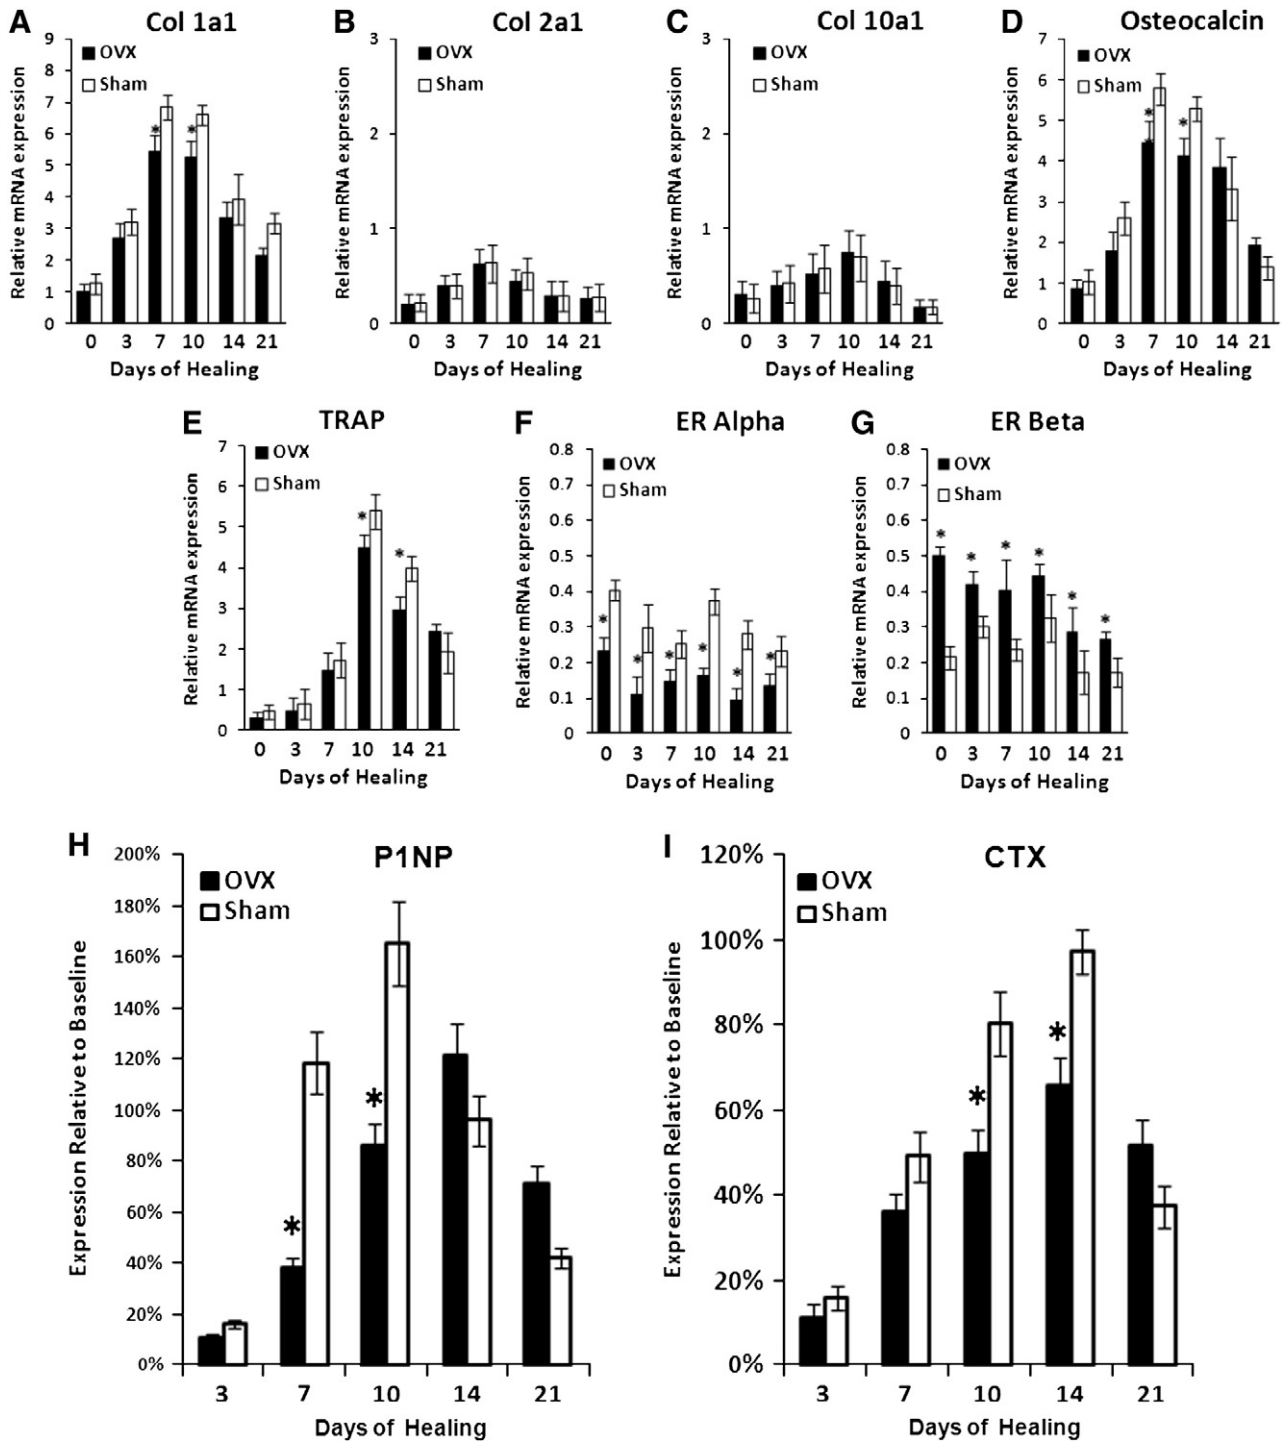 A Col 1a1
Relative mRNA expression
9
8
7
6
5
4
3
2
1
0
OVX
Sham
* *
0 3 7 10 14 21
Days of Healing
B Col 2a1
Relative mRNA expression
3
2
1
0
OVX
Sham
0 3 7 10 14 21
Days of Healing
C Col 10a1
Relative mRNA expression
3
2
1
0
OVX
Sham
0 3 7 10 14 21
Days of Healing
D Osteocalcin
Relative mRNA expression
7
6
5
4
3
2
1
0
OVX
Sham
* *
0 3 7 10 14 21
Days of Healing
E TRAP
Relative mRNA expression
7
6
5
4
3
2
1
0
OVX
Sham
* *
0 3 7 10 14 21
Days of Healing
F ER Alpha
Relative mRNA expression
0.8
0.7
0.6
0.5
0.4
0.3
0.2
0.1
0
OVX
Sham
* * * * * *
0 3 7 10 14 21
Days of Healing
G ER Beta
Relative mRNA expression
0.8
0.7
0.6
0.5
0.4
0.3
0.2
0.1
0
OVX
Sham
* * * * * *
0 3 7 10 14 21
Days of Healing
H P1NP
Expression Relative to Baseline
200%
180%
160%
140%
120%
100%
80%
60%
40%
20%
0%
OVX
Sham
* *
3 7 10 14 21
Days of Healing
I CTX
Expression Relative to Baseline
120%
100%
80%
60%
40%
20%
0%
OVX
Sham
* *
3 7 10 14 21
Days of Healing